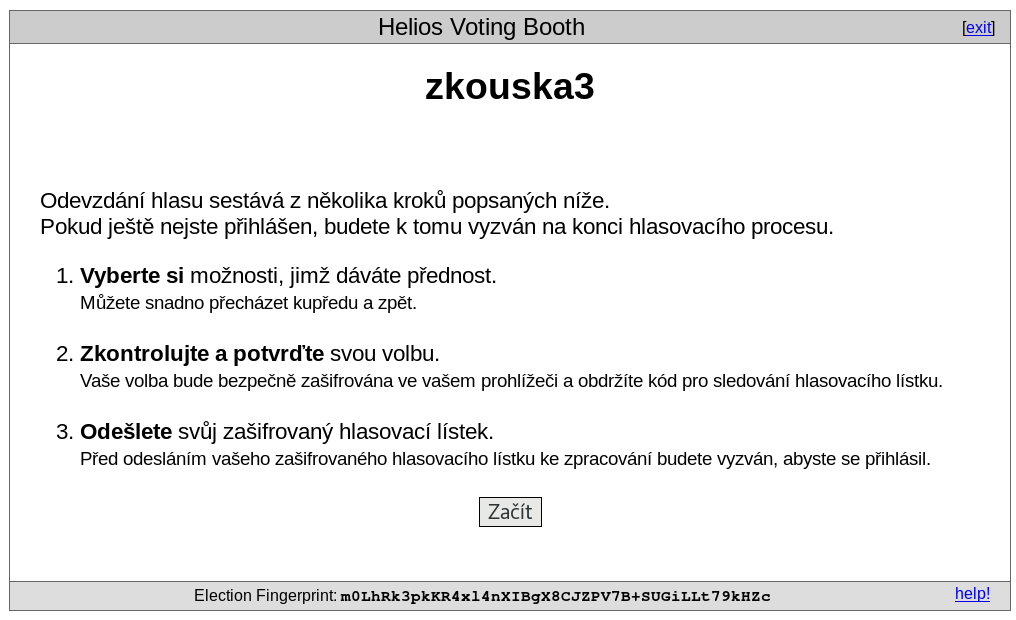 Helios Voting Booth [exit]
zkouska3
Odevzdání hlasu sestává z několika kroků popsaných níže.
Pokud ještě nejste přihlášen, budete k tomu vyzván na konci hlasovacího procesu.
1. Vyberte si možnosti, jimž dáváte přednost.
Můžete snadno přecházet kupředu a zpět.
2. Zkontrolujte a potvrďte svou volbu.
Vaše volba bude bezpečně zašifrována ve vašem prohlížeči a obdržíte kód pro sledování hlasovacího lístku.
3. Odešlete svůj zašifrovaný hlasovací lístek.
Před odesláním vašeho zašifrovaného hlasovacího lístku ke zpracování budete vyzván, abyste se přihlásil.
Začít
Election Fingerprint: m0LhRk3pkKR4xl4nXIBgX8CJZPV7B+SUGiLLt79kHZc help!